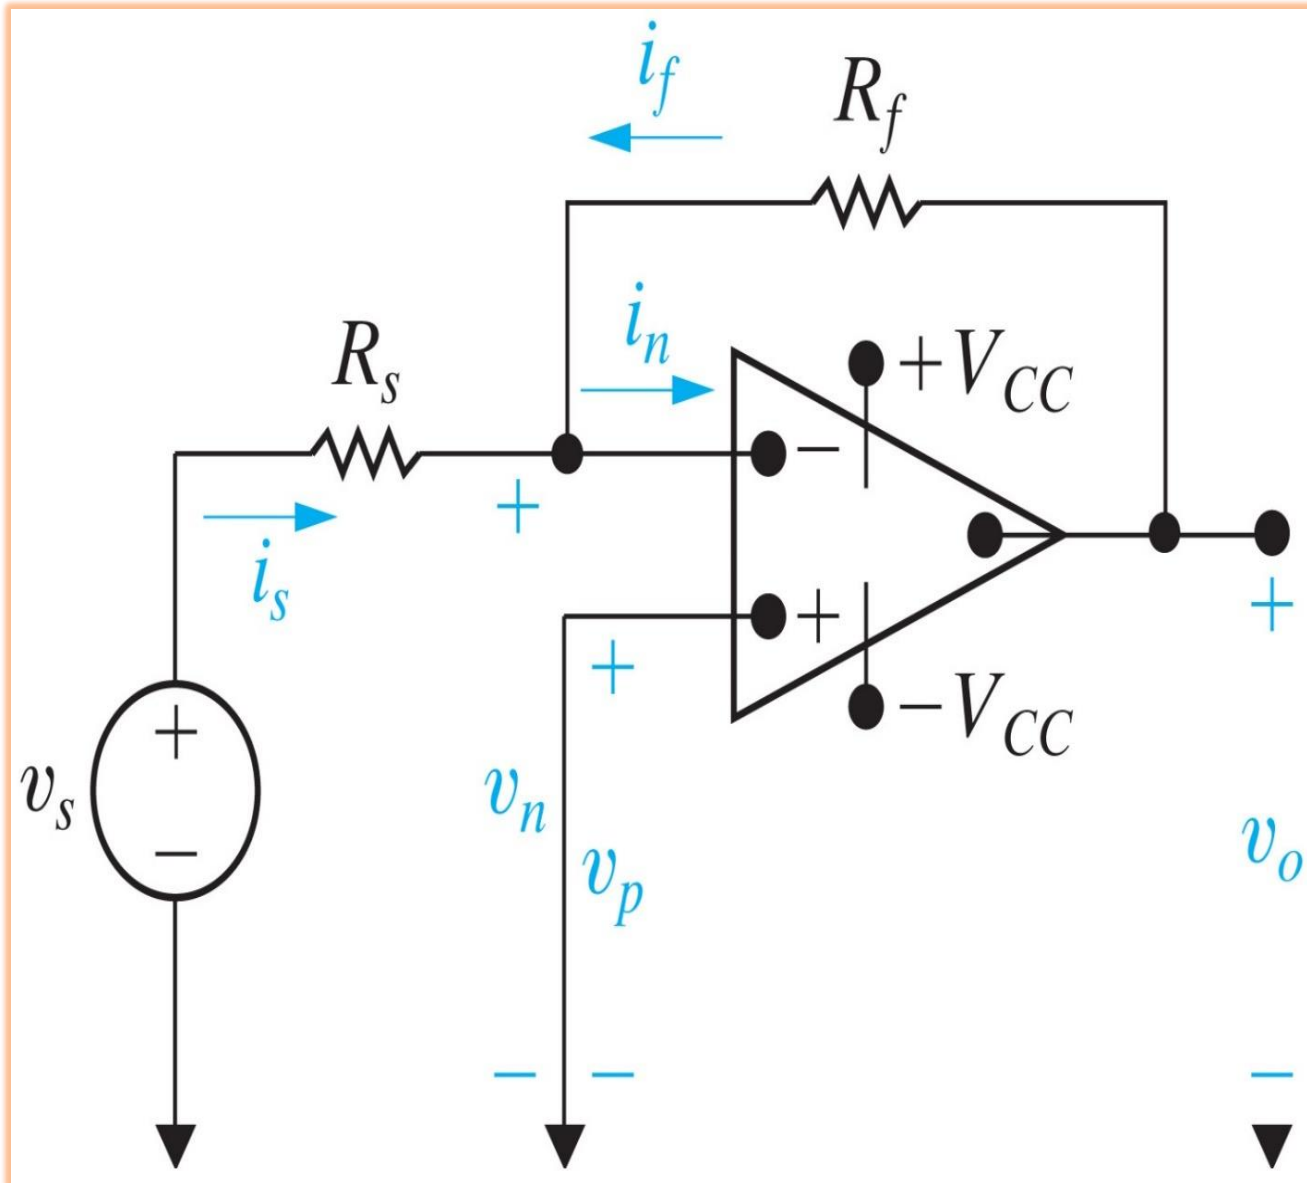 i_f
R_f
i_n
R_s
+V_CC
−
+
i_s
+
+
+
+
−V_CC
+
v_s
v_n
v_o
−
v_p
− −
−